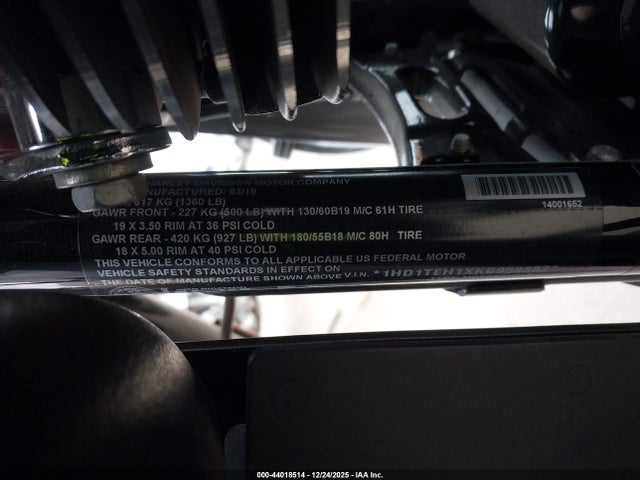 HARLEY-DAVIDSON MOTOR COMPANY
MANUFACTURED: 03/19
617 KG (1360 LB)
GAWR FRONT - 227 KG (500 LB) WITH 130/60B19 M/C 61H TIRE
19 X 3.50 RIM AT 36 PSI COLD
GAWR REAR - 420 KG (927 LB) WITH 180/55B18 M/C 80H TIRE
18 X 5.00 RIM AT 40 PSI COLD
THIS VEHICLE CONFORMS TO ALL APPLICABLE US FEDERAL MOTOR
VEHICLE SAFETY STANDARDS IN EFFECT ON
THE DATE OF MANUFACTURE SHOWN ABOVE V.I.N.
14001652
000-44018514 - 12/24/2025 - IAA Inc.